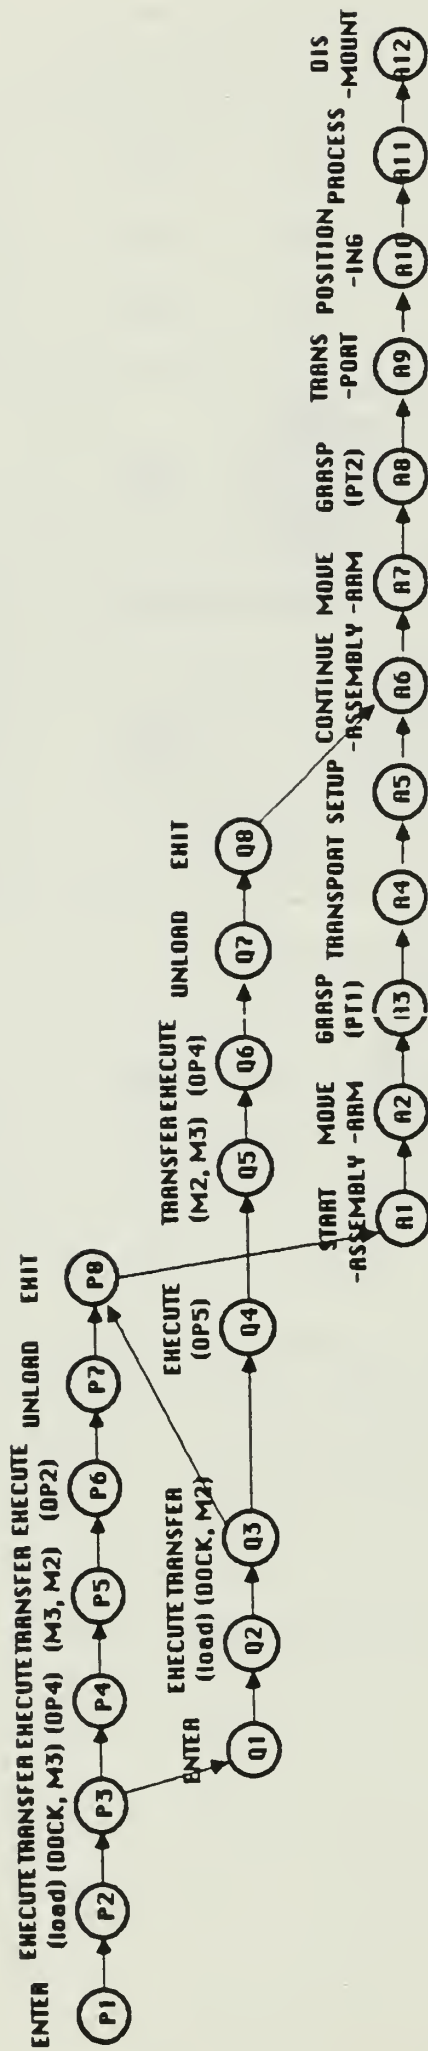 ENTER EXECUTE TRANSFER EXECUTE TRANSFER EXECUTE UNLOAD EXIT
(load) (DOCK, M3) (OP4) (M3, M2) (OP2)
P1 P2 P3 P4 P5 P6 P7 P8
ENTER EXECUTE TRANSFER EXECUTE TRANSFER EXECUTE UNLOAD EXIT
(load) (DOCK, M2) (OP5) (M2, M3) (OP4)
Q1 Q2 Q3 Q4 Q5 Q6 Q7 Q8
START MOVE GRASP TRANSPORT SETUP CONTINUE MOVE GRASP TRANS POSITION PROCESS DIS
-ASSEMBLY -ARM (PT1) -ASSEMBLY -ARM (PT2) -PORT -ING -MOUNT
A1 A2 A3 A4 A5 A6 A7 A8 A9 A10 A11 A12